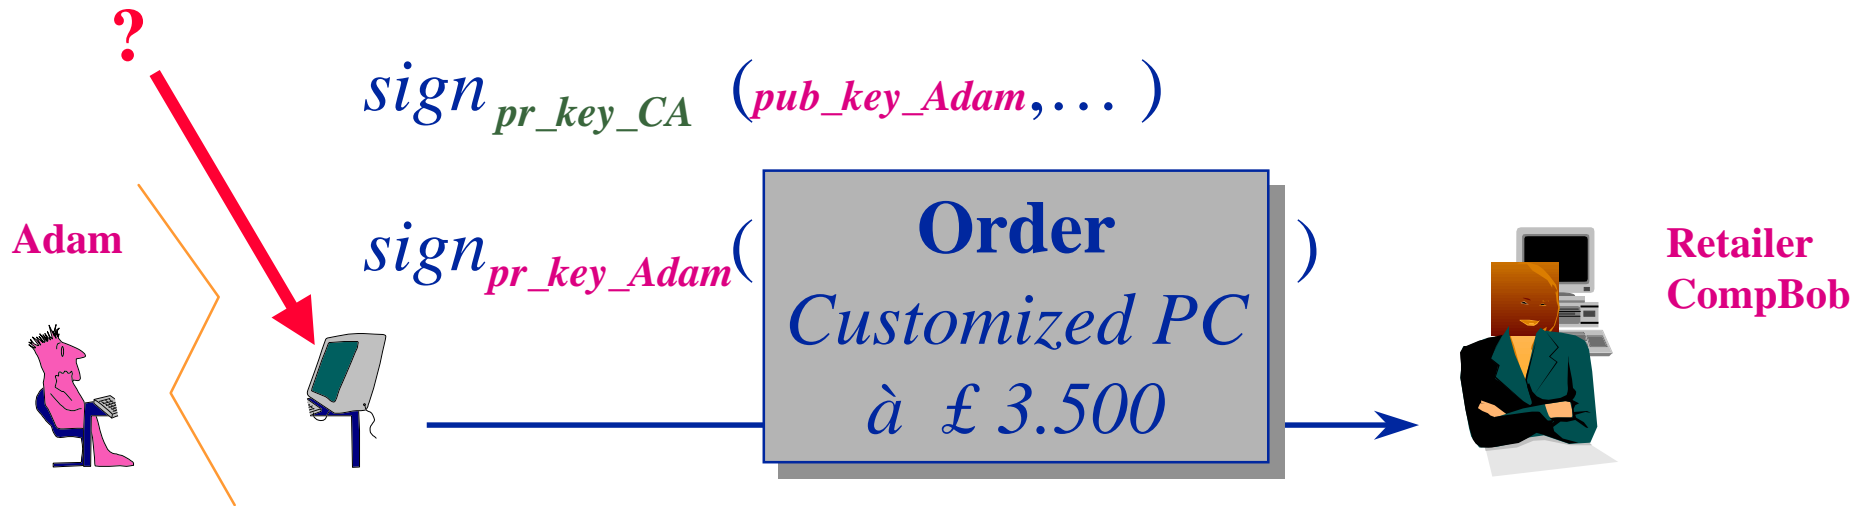 ?
sign pr_key_CA (pub_key_Adam,… )
Adam
sign pr_key_Adam ( )
Order
Customized PC
à £ 3.500
Retailer
CompBob